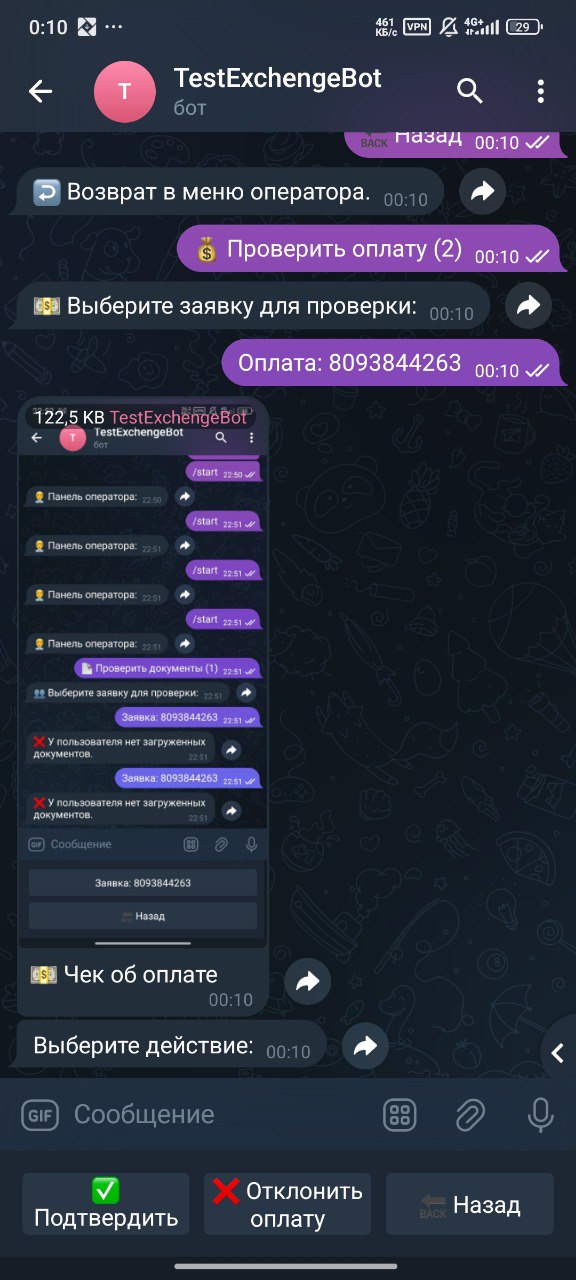 0:10 ...
461 КБ/с VPN 4G+ 29
T
TestExchengeBot
бот
BACK Назад 00:10
Возврат в меню оператора. 00:10
Проверить оплату (2) 00:10
Выберите заявку для проверки: 00:10
Оплата: 8093844263 00:10
122,5 KB TestExchengeBot
T TestExchengeBot
бот
/start 22:50
Панель оператора: 22:50
/start 22:51
Панель оператора: 22:51
/start 22:51
Панель оператора: 22:51
/start 22:51
Панель оператора: 22:51
Проверить документы (1) 22:51
Выберите заявку для проверки: 22:51
Заявка: 8093844263 22:51
У пользователя нет загруженных
документов. 22:51
Заявка: 8093844263 22:51
У пользователя нет загруженных
документов. 22:51
GIF Сообщение
Заявка: 8093844263
Назад
Чек об оплате
00:10
Выберите действие: 00:10
GIF Сообщение
Подтвердить
Отклонить
оплату
BACK Назад